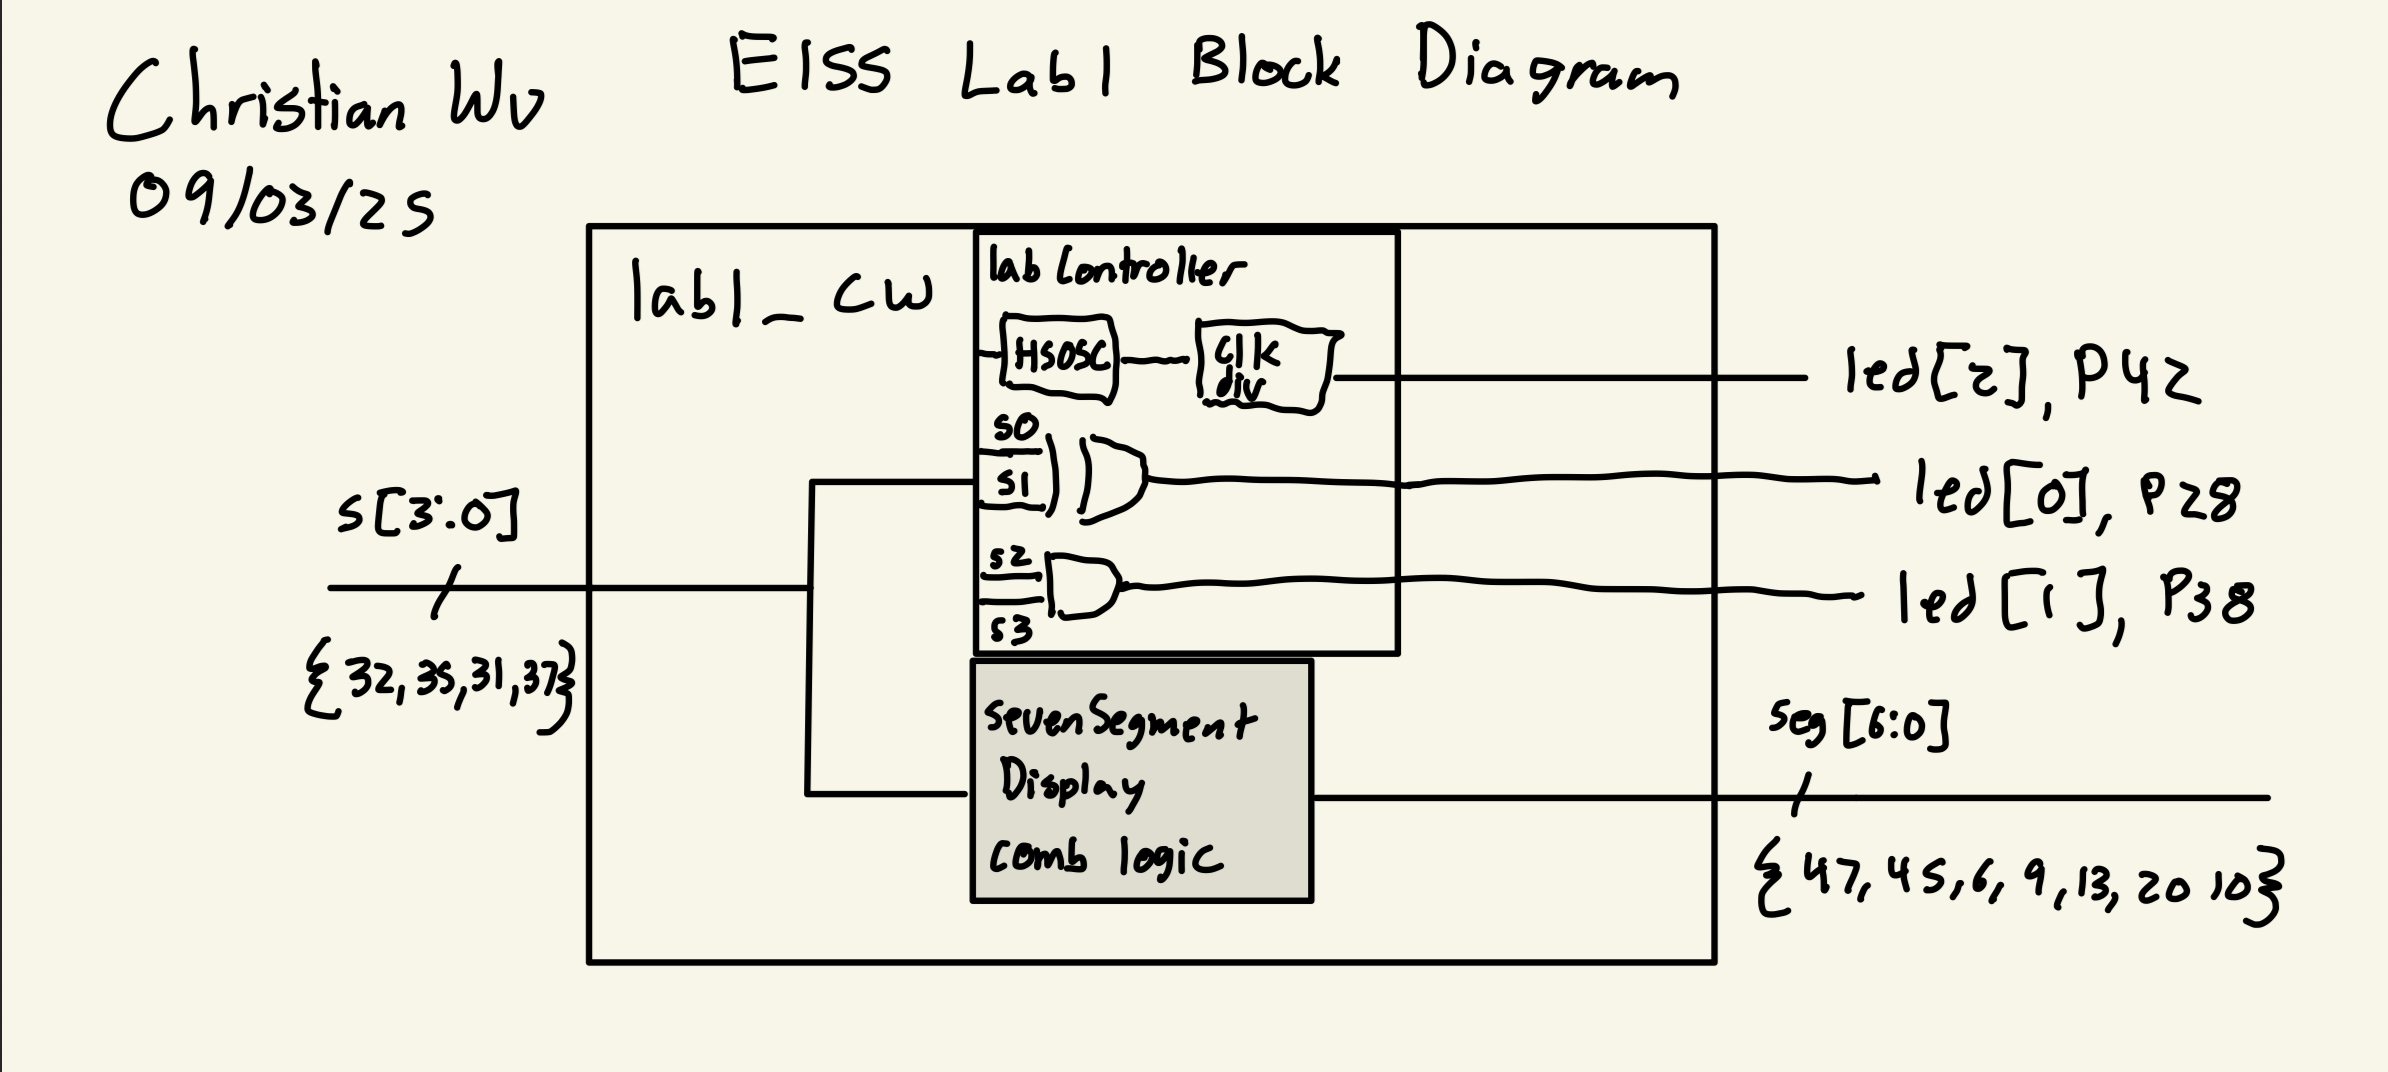 Christian Wu
E155 Lab 1 Block Diagram
09/03/25
lab1_cw
lab Controller
HSOSC
clk
div
led[2], P42
s0
s1
led[0], P28
s[3:0]
s2
led[1], P38
s3
{32,35,31,37}
sevenSegment
Display
comb logic
seg[6:0]
{47, 45, 6, 9, 13, 20 10}